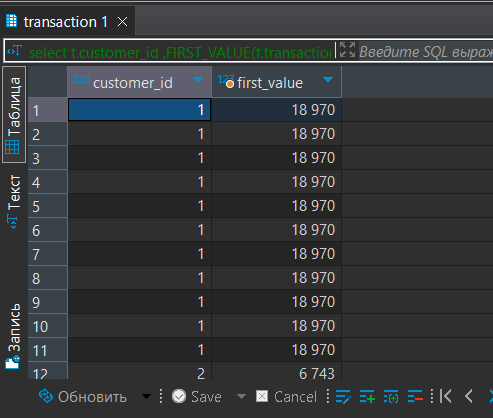 transaction 1
select t.customer_id ,FIRST_VALUE(t.transaction Введите SQL выраж
Таблица
Текст
Запись
123 customer_id 123 first_value
1 1 18 970
2 1 18 970
3 1 18 970
4 1 18 970
5 1 18 970
6 1 18 970
7 1 18 970
8 1 18 970
9 1 18 970
10 1 18 970
11 1 18 970
12 2 6 743
Обновить Save Cancel